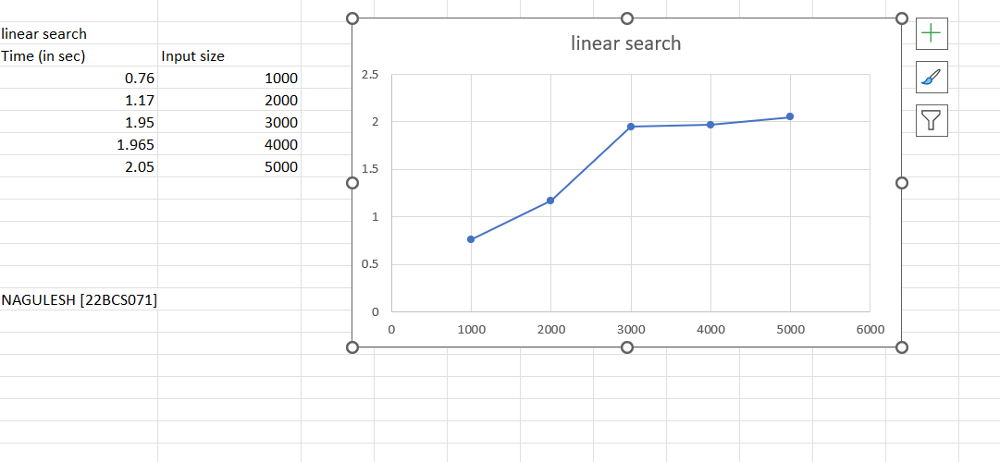 linear search
Time (in sec) Input size
0.76 1000
1.17 2000
1.95 3000
1.965 4000
2.05 5000
NAGULESH [22BCS071]
linear search
2.5
2
1.5
1
0.5
0
0 1000 2000 3000 4000 5000 6000